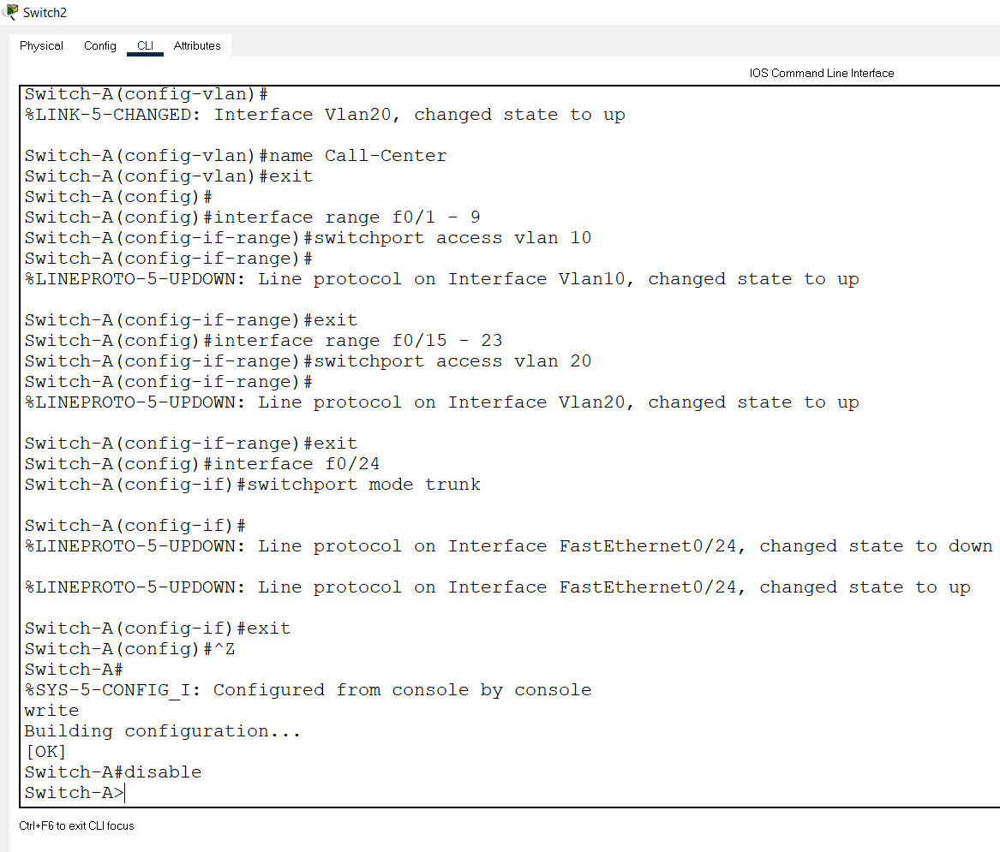 Switch2
Physical Config CLI Attributes
IOS Command Line Interface
Switch-A(config-vlan)#
%LINK-5-CHANGED: Interface Vlan20, changed state to up
Switch-A(config-vlan)#name Call-Center
Switch-A(config-vlan)#exit
Switch-A(config)#
Switch-A(config)#interface range f0/1 - 9
Switch-A(config-if-range)#switchport access vlan 10
Switch-A(config-if-range)#
%LINEPROTO-5-UPDOWN: Line protocol on Interface Vlan10, changed state to up
Switch-A(config-if-range)#exit
Switch-A(config)#interface range f0/15 - 23
Switch-A(config-if-range)#switchport access vlan 20
Switch-A(config-if-range)#
%LINEPROTO-5-UPDOWN: Line protocol on Interface Vlan20, changed state to up
Switch-A(config-if-range)#exit
Switch-A(config)#interface f0/24
Switch-A(config-if)#switchport mode trunk
Switch-A(config-if)#
%LINEPROTO-5-UPDOWN: Line protocol on Interface FastEthernet0/24, changed state to down
%LINEPROTO-5-UPDOWN: Line protocol on Interface FastEthernet0/24, changed state to up
Switch-A(config-if)#exit
Switch-A(config)#^Z
Switch-A#
%SYS-5-CONFIG_I: Configured from console by console
write
Building configuration...
[OK]
Switch-A#disable
Switch-A>
Ctrl+F6 to exit CLI focus